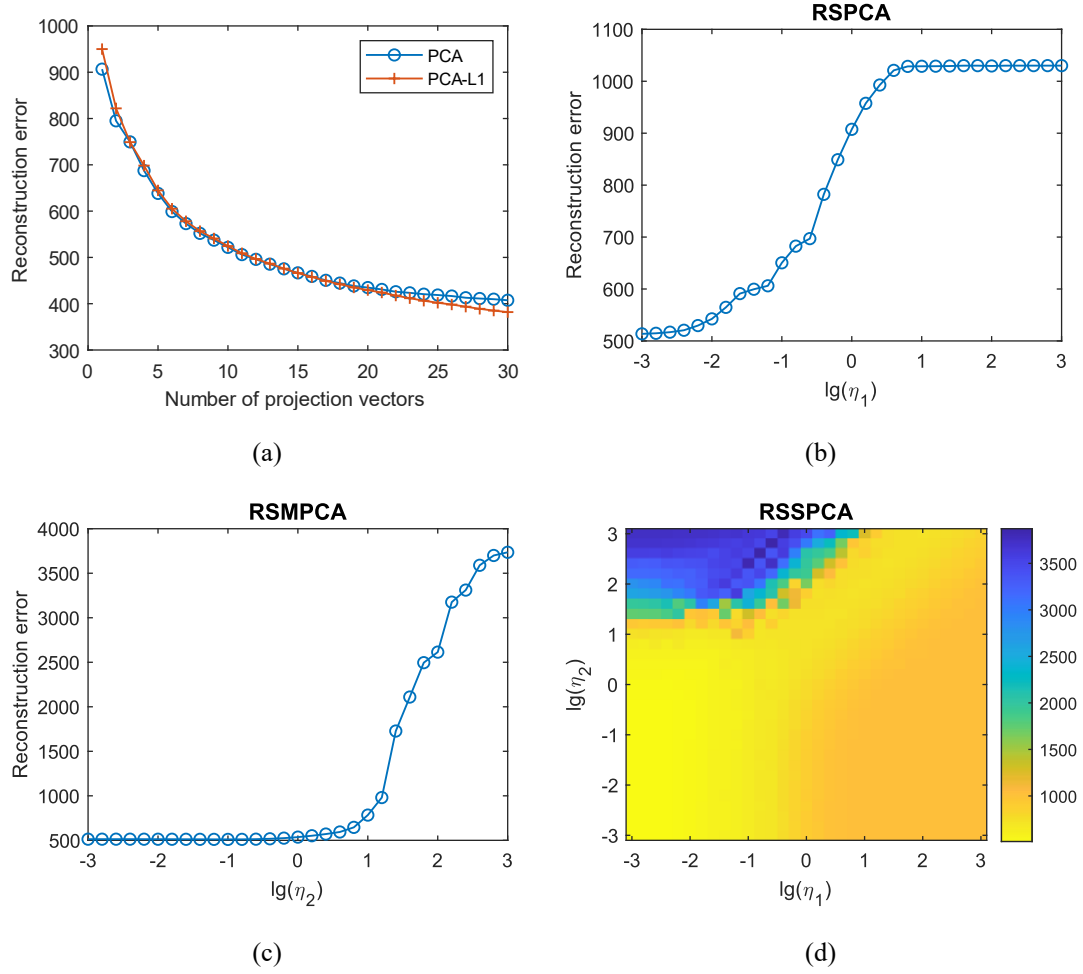 1000
900
800
700
600
500
400
300
0 5 10 15 20 25 30
Reconstruction error
Number of projection vectors
PCA
PCA-L1
(a)
RSPCA
1100
1000
900
800
700
600
500
-3 -2 -1 0 1 2 3
Reconstruction error
lg(η₁)
(b)
RSMPCA
4000
3500
3000
2500
2000
1500
1000
500
-3 -2 -1 0 1 2 3
Reconstruction error
lg(η₂)
(c)
RSSPCA
3
2
1
0
-1
-2
-3
-3 -2 -1 0 1 2 3
lg(η₂)
lg(η₁)
3500
3000
2500
2000
1500
1000
(d)